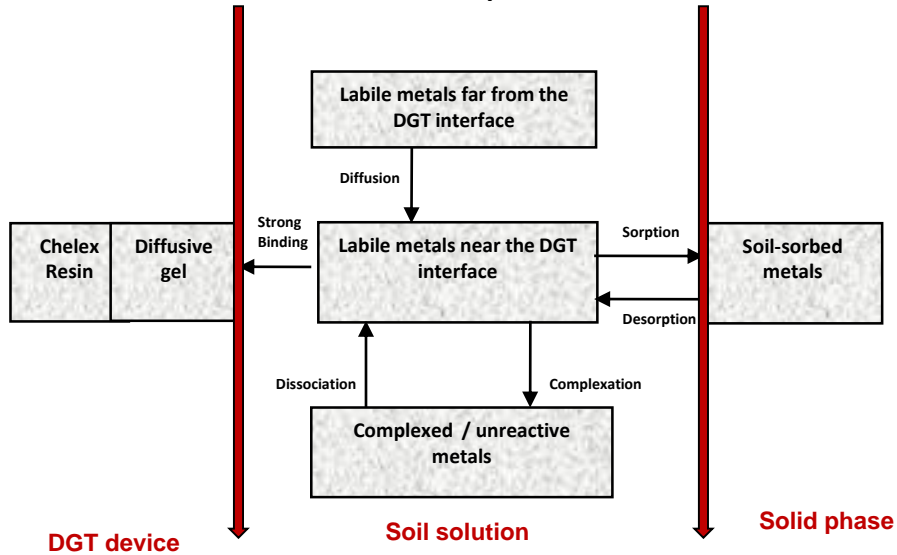 Labile metals far from the
DGT interface
Diffusion
Chelex
Resin
Diffusive
gel
Strong
Binding
Labile metals near the DGT
interface
Sorption
Desorption
Soil-sorbed
metals
Dissociation
Complexation
Complexed / unreactive
metals
DGT device
Soil solution
Solid phase